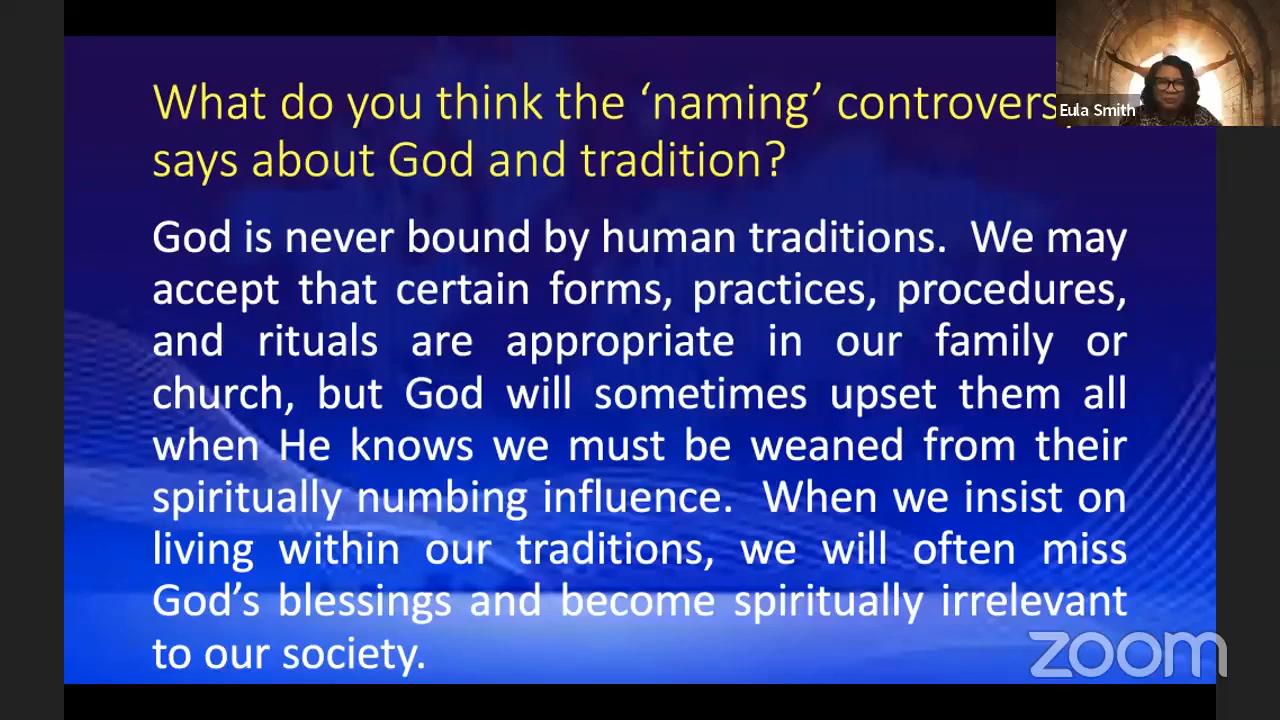 What do you think the ‘naming’ controvers
says about God and tradition?
Eula Smith
God is never bound by human traditions.  We may
accept that certain forms, practices, procedures,
and rituals are appropriate in our family or
church, but God will sometimes upset them all
when He knows we must be weaned from their
spiritually numbing influence.  When we insist on
living within our traditions, we will often miss
God’s blessings and become spiritually irrelevant
to our society.
zoom